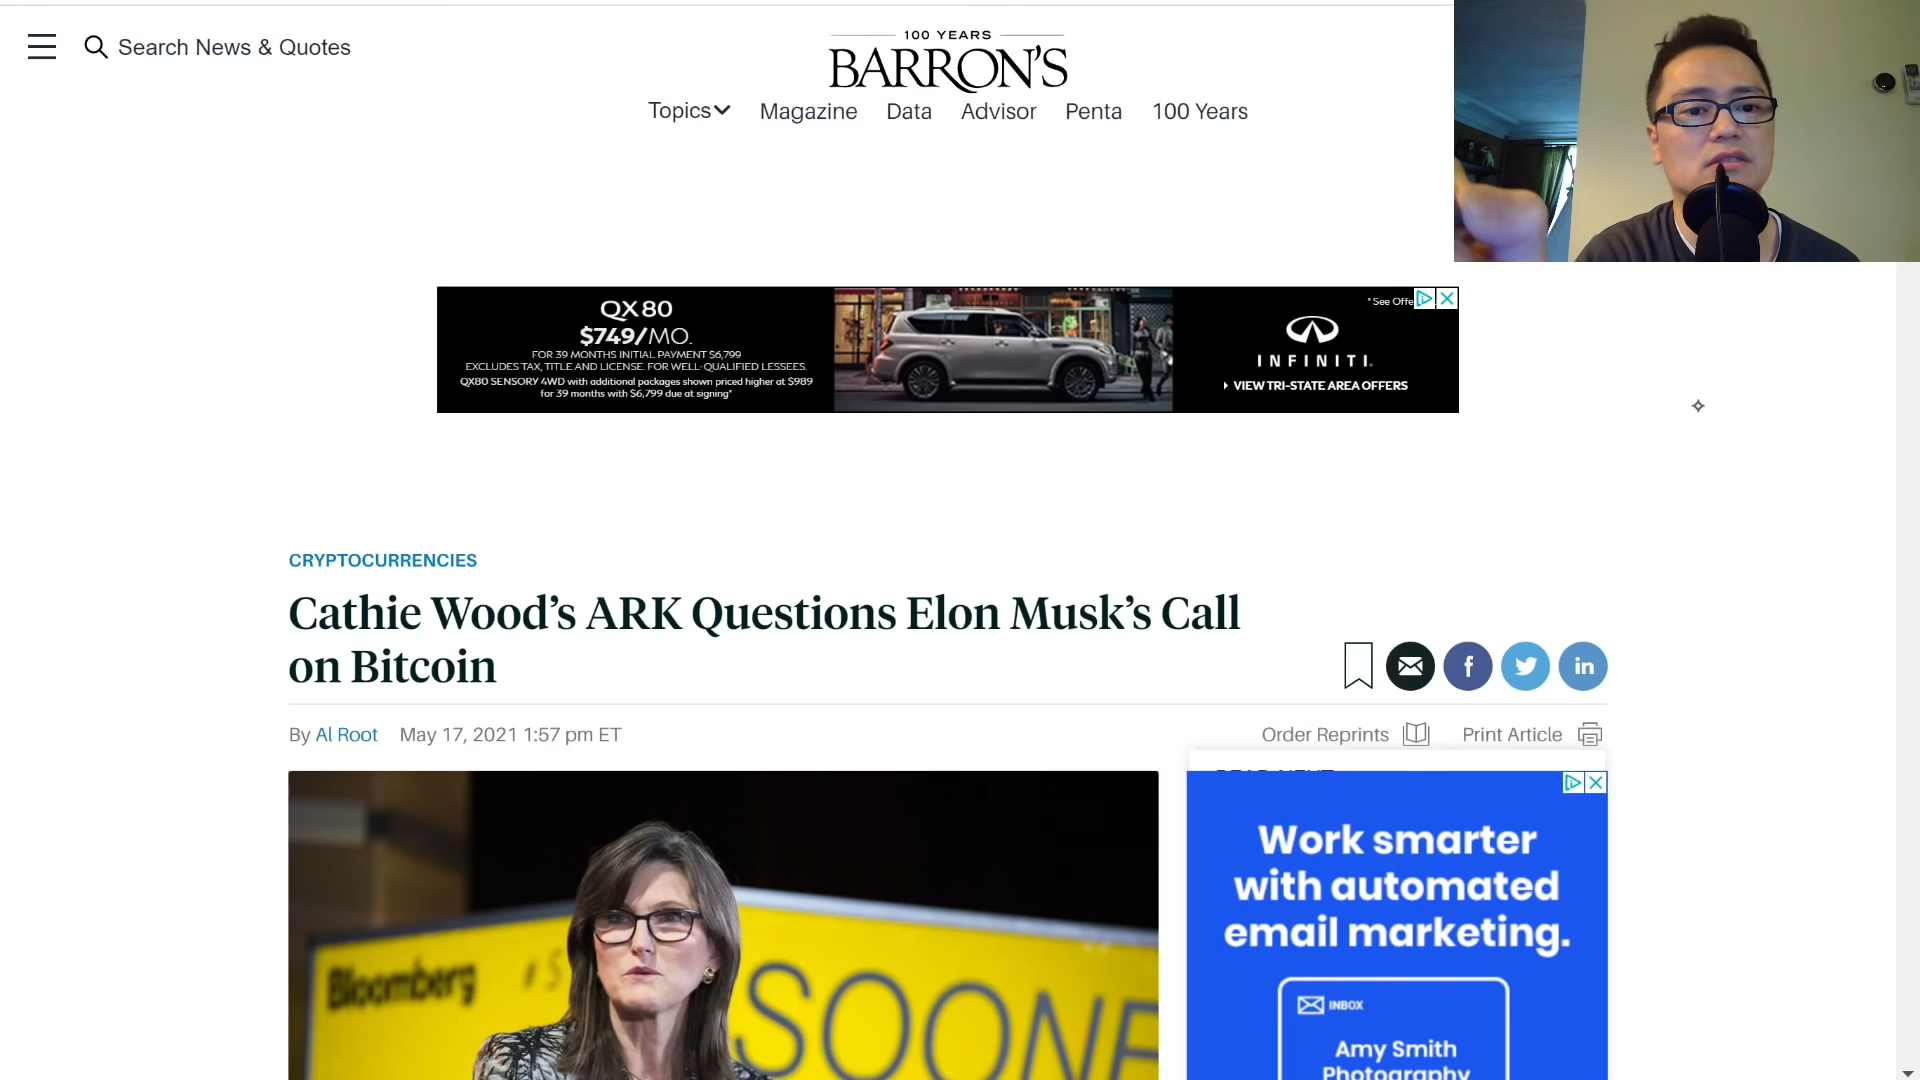 Search News & Quotes
100 YEARS
BARRON'S
Topics
Magazine
Data
Advisor
Penta
100 Years
QX80
$749/MO.
FOR 39 MONTHS INITIAL PAYMENT $6,799
EXCLUDES TAX, TITLE AND LICENSE. FOR WELL-QUALIFIED LESSEES.
QX80 SENSORY 4WD with additional packages shown priced higher at $989
for 39 months with $6,799 due at signing*
*See Offe
INFINITI.
VIEW TRI-STATE AREA OFFERS
CRYPTOCURRENCIES
Cathie Wood’s ARK Questions Elon Musk’s Call
on Bitcoin
By Al Root May 17, 2021 1:57 pm ET
Order Reprints
Print Article
Bloomberg
SOONE
Work smarter
with automated
email marketing.
INBOX
Amy Smith
Photography